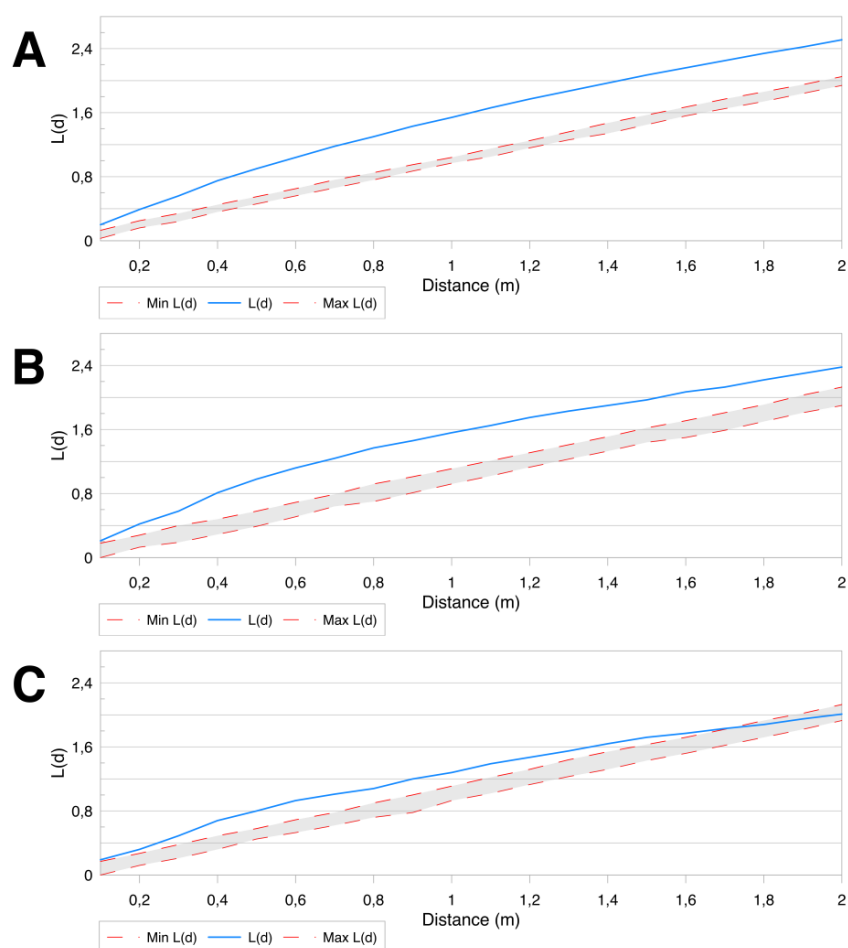 A
2,4
1,6
L(d)
0,8
0
0,2 0,4 0,6 0,8 1 1,2 1,4 1,6 1,8 2
Distance (m)
Min L(d) L(d) Max L(d)
B
2,4
1,6
L(d)
0,8
0
0,2 0,4 0,6 0,8 1 1,2 1,4 1,6 1,8 2
Distance (m)
Min L(d) L(d) Max L(d)
C
2,4
1,6
L(d)
0,8
0
0,2 0,4 0,6 0,8 1 1,2 1,4 1,6 1,8 2
Distance (m)
Min L(d) L(d) Max L(d)